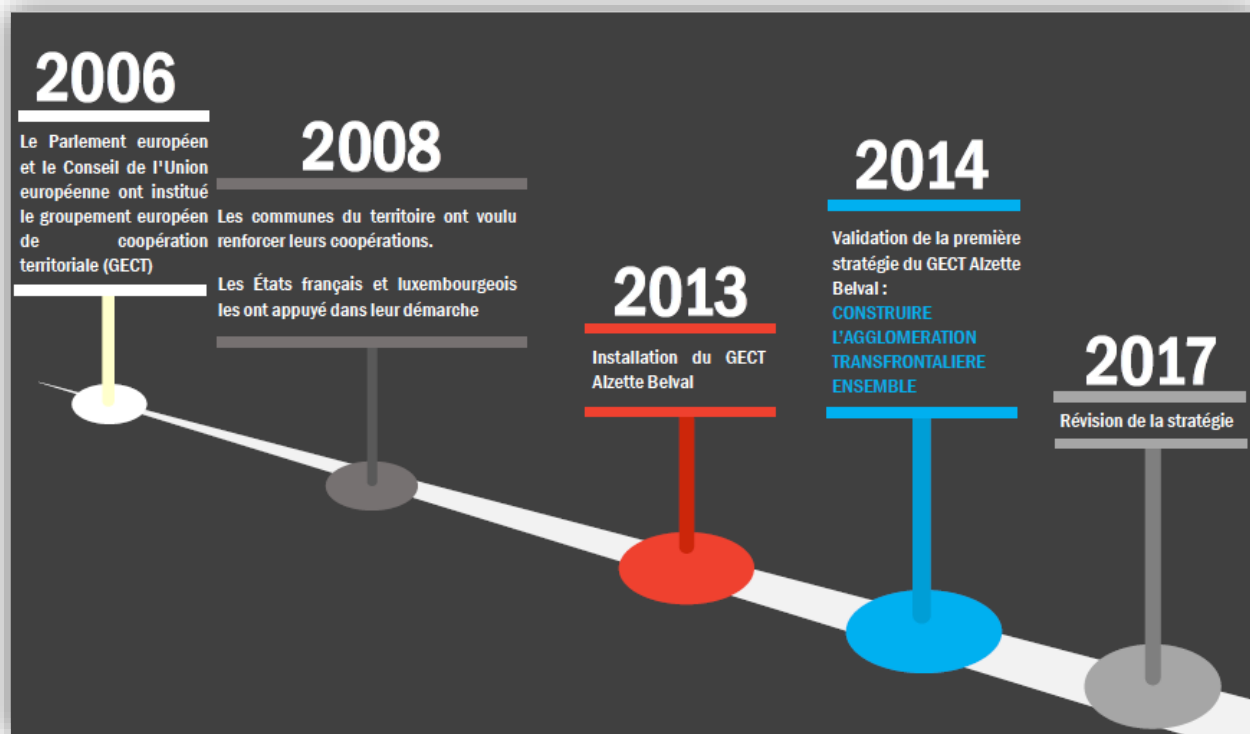 2006
Le Parlement européen
et le Conseil de l'Union
européenne ont institué
le groupement européen
de coopération
territoriale (GECT)
2008
Les communes du territoire ont voulu
renforcer leurs coopérations.
Les États français et luxembourgeois
les ont appuyé dans leur démarche
2013
Installation du GECT
Alzette Belval
2014
Validation de la première
stratégie du GECT Alzette
Belval :
CONSTRUIRE
L'AGGLOMERATION
TRANSFRONTALIERE
ENSEMBLE
2017
Révision de la stratégie